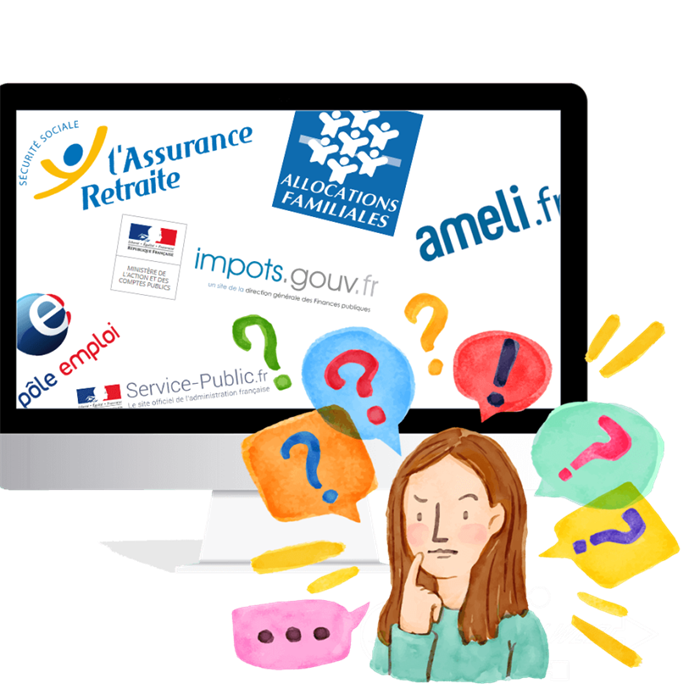 SÉCURITÉ SOCIALE
l'Assurance
Retraite
ALLOCATIONS
FAMILIALES
ameli.fr
RÉPUBLIQUE FRANÇAISE
MINISTÈRE DE
L'ACTION ET DES
COMPTES PUBLICS
impots.gouv.fr
un site de la direction générale des Finances publiques
pôle emploi
Service-Public.fr
Le site officiel de l'administration française
?
?
?
!
?
?
?